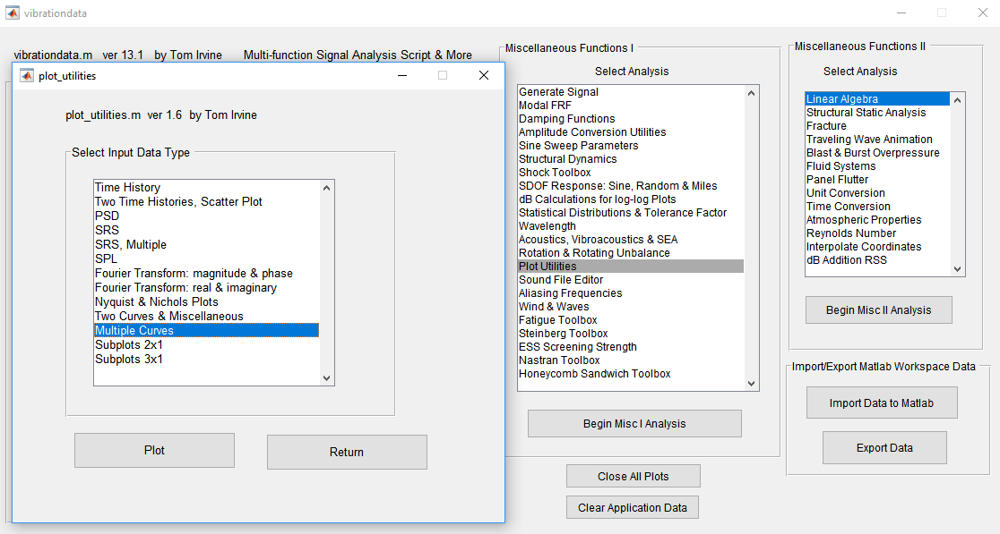 vibrationdata
vibrationdata.m ver 13.1 by Tom Irvine Multi-function Signal Analysis Script & More
plot_utilities
plot_utilities.m ver 1.6 by Tom Irvine
Select Input Data Type
Time History
Two Time Histories, Scatter Plot
PSD
SRS
SRS, Multiple
SPL
Fourier Transform: magnitude & phase
Fourier Transform: real & imaginary
Nyquist & Nichols Plots
Two Curves & Miscellaneous
Multiple Curves
Subplots 2x1
Subplots 3x1
Plot
Return
Miscellaneous Functions I
Select Analysis
Generate Signal
Modal FRF
Damping Functions
Amplitude Conversion Utilities
Sine Sweep Parameters
Structural Dynamics
Shock Toolbox
SDOF Response: Sine, Random & Miles
dB Calculations for log-log Plots
Statistical Distributions & Tolerance Factor
Wavelength
Acoustics, Vibroacoustics & SEA
Rotation & Rotating Unbalance
Plot Utilities
Sound File Editor
Aliasing Frequencies
Wind & Waves
Fatigue Toolbox
Steinberg Toolbox
ESS Screening Strength
Nastran Toolbox
Honeycomb Sandwich Toolbox
Begin Misc I Analysis
Close All Plots
Clear Application Data
Miscellaneous Functions II
Select Analysis
Linear Algebra
Structural Static Analysis
Fracture
Traveling Wave Animation
Blast & Burst Overpressure
Fluid Systems
Panel Flutter
Unit Conversion
Time Conversion
Atmospheric Properties
Reynolds Number
Interpolate Coordinates
dB Addition RSS
Begin Misc II Analysis
Import/Export Matlab Workspace Data
Import Data to Matlab
Export Data